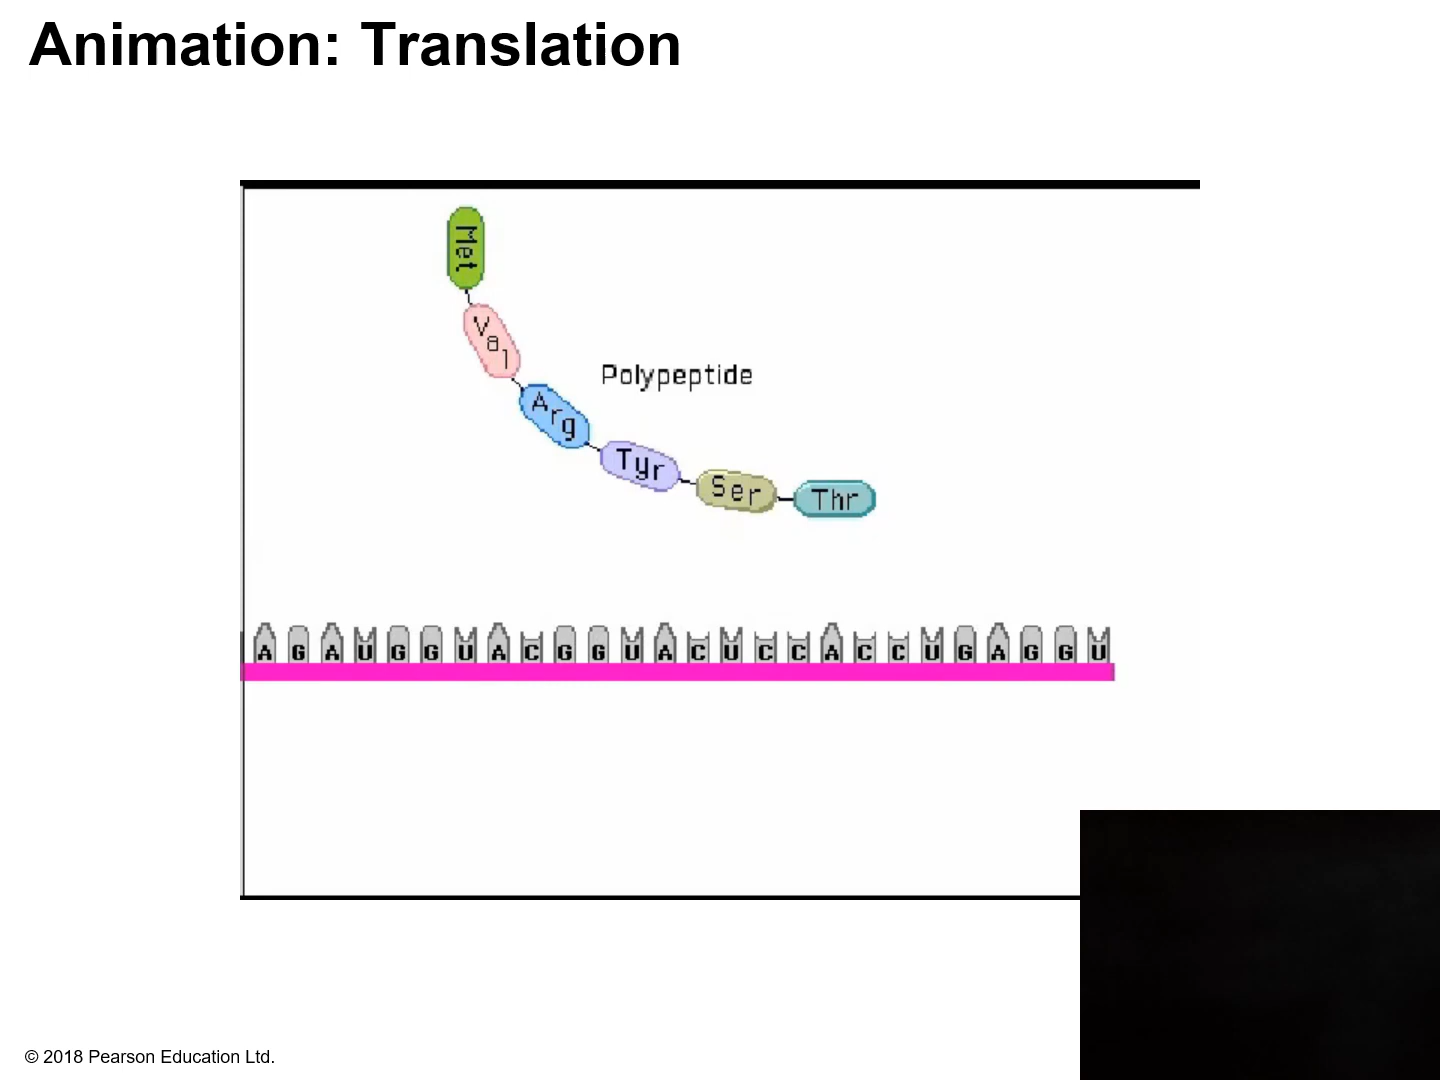 Animation: Translation
Met
Val
Arg
Polypeptide
Tyr
Ser
Thr
A G A U G G U A C G G U A C U C C A C C U G A G G U
© 2018 Pearson Education Ltd.